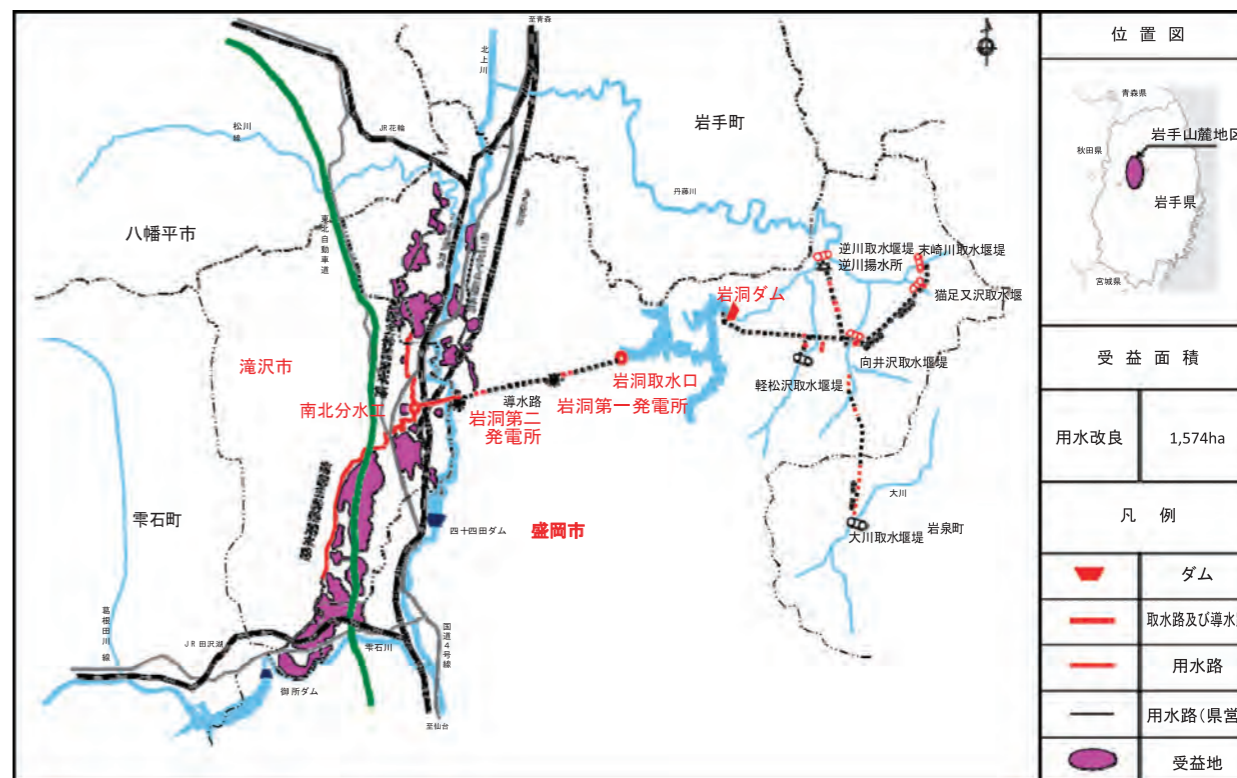 至青森
北上川
岩手町
松川
線
JR花輪
丹藤川
八幡平市
東北自動車道
逆川取水堰堤
末崎川取水堰堤
逆川揚水所
猫足又沢取水堰
岩洞ダム
滝沢市
向井沢取水堰堤
岩洞取水口
軽松沢取水堰堤
導水路
岩洞第一発電所
南北分水工
岩洞第二
発電所
大川
雫石町
四十四田ダム
盛岡市
大川取水堰堤
岩泉町
葛根田川
線
JR田沢湖
雫石川
国道4号線
御所ダム
至仙台
位置図
青森県
岩手山麓地区
秋田県
岩手県
宮城県
受益面積
用水改良
1,574ha
凡例
ダム
取水路及び導水
用水路
用水路(県営
受益地